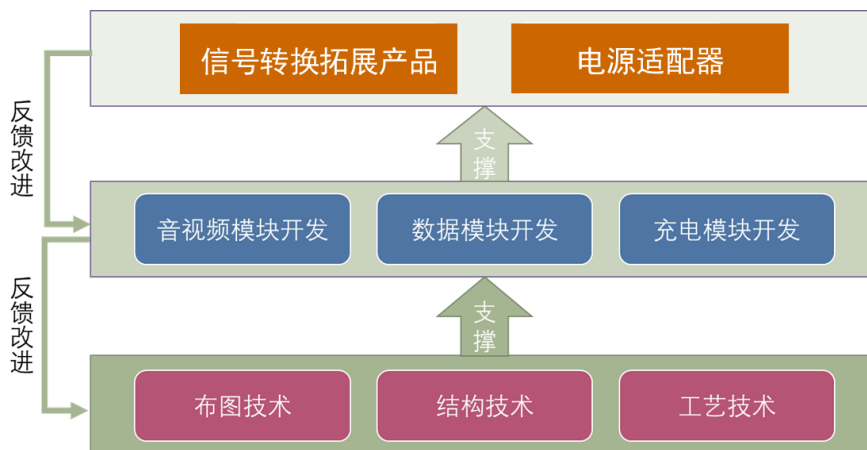 信号转换拓展产品
电源适配器
反馈改进
支撑
音视频模块开发
数据模块开发
充电模块开发
反馈改进
支撑
布图技术
结构技术
工艺技术